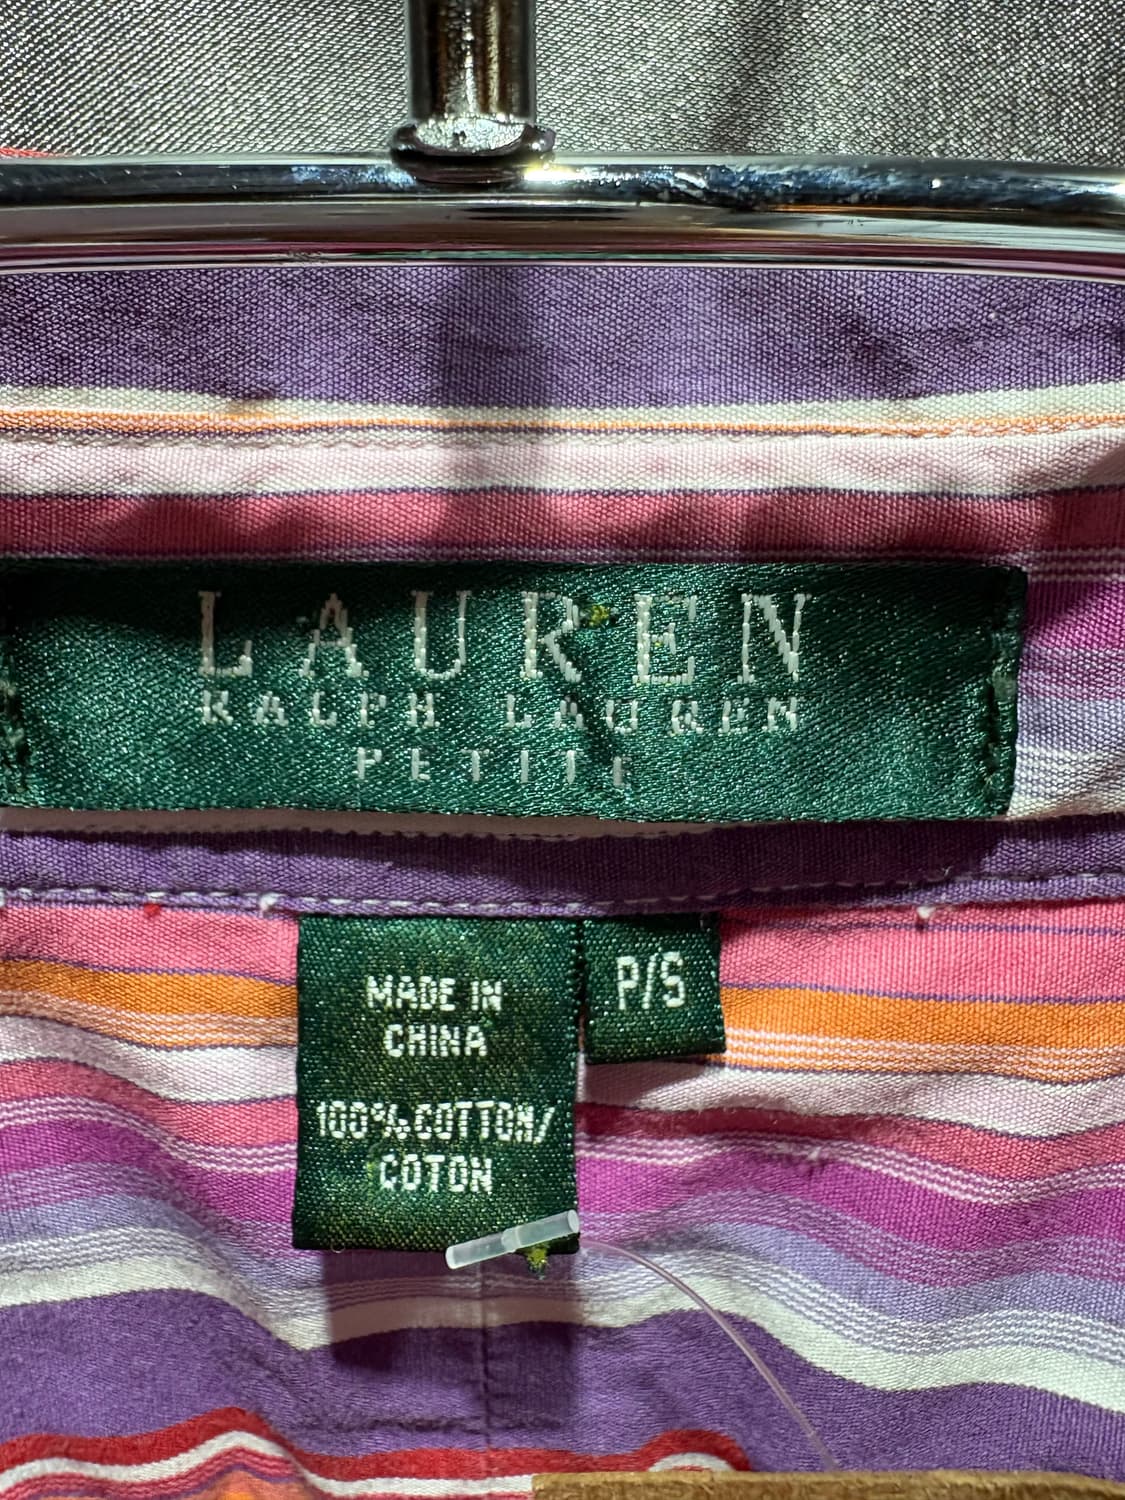 LAUREN
RALPH LAUREN
PETITE
MADE IN
CHINA
P/S
100%COTTON/
COTON